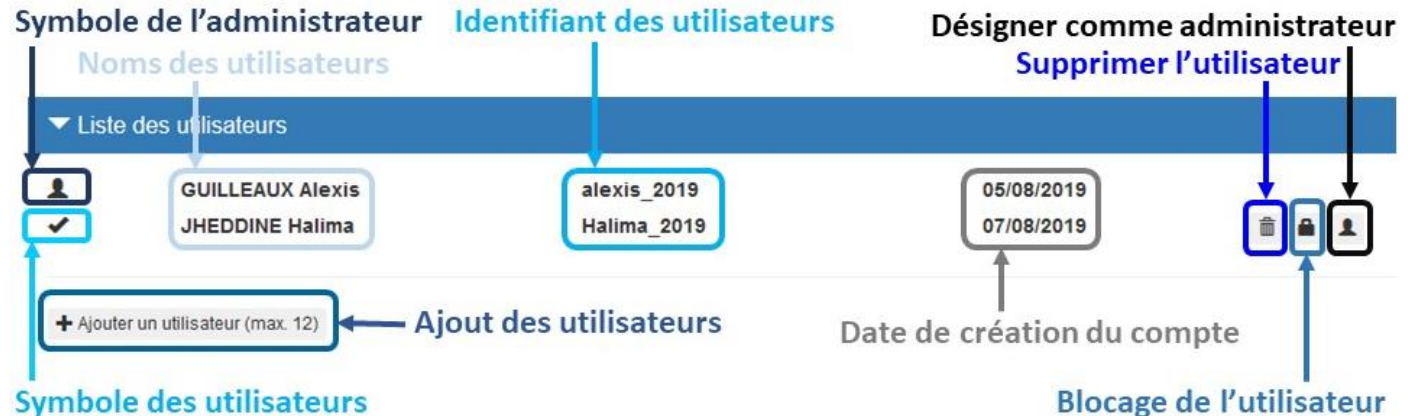 Symbole de l'administrateur
Identifiant des utilisateurs
Désigner comme administrateur
Noms des utilisateurs
Supprimer l'utilisateur
Liste des utilisateurs
GUILLEAUX Alexis alexis_2019 05/08/2019
JHEDDINE Halima Halima_2019 07/08/2019
+ Ajouter un utilisateur (max. 12)
Ajout des utilisateurs
Date de création du compte
Symbole des utilisateurs
Blocage de l'utilisateur